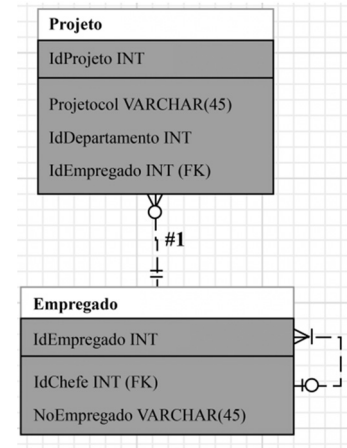 Projeto
IdProjeto INT
Projetocol VARCHAR(45)
IdDepartamento INT
IdEmpregado INT (FK)
#1
Empregado
IdEmpregado INT
IdChefe INT (FK)
NoEmpregado VARCHAR(45)